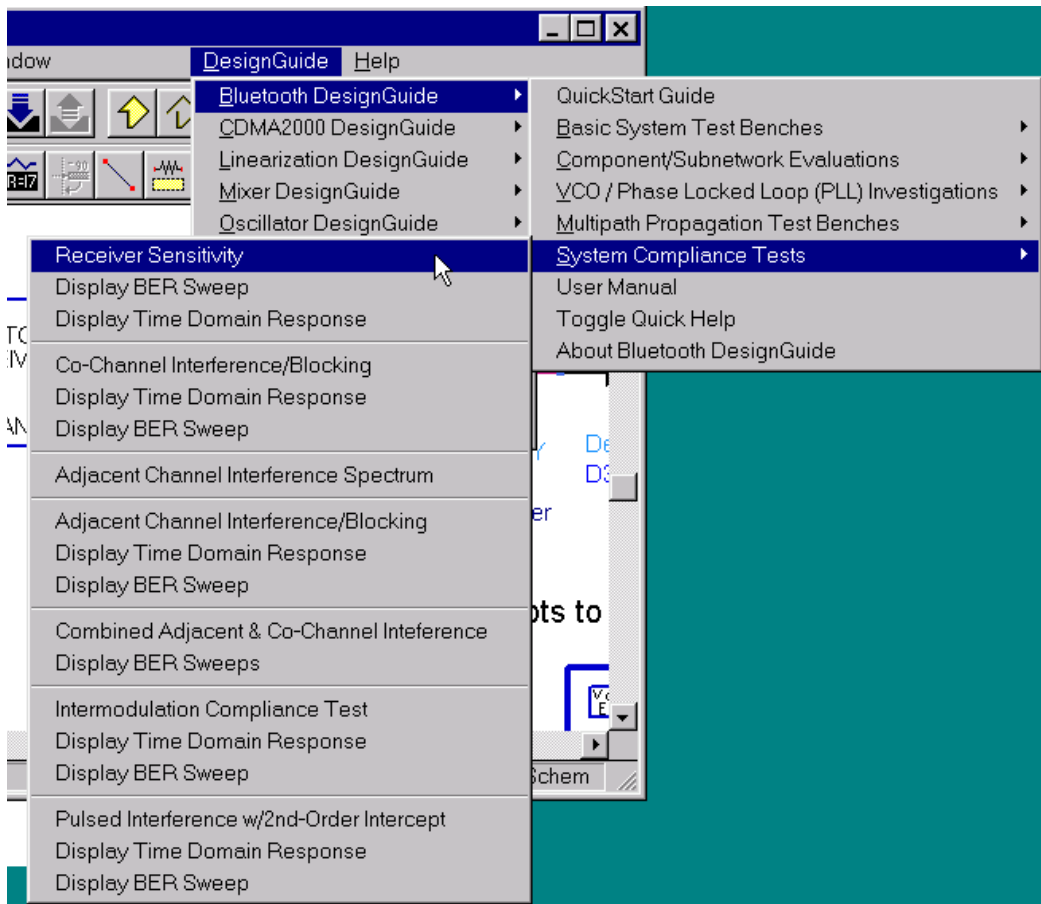 DesignGuide Help
Bluetooth DesignGuide
CDMA2000 DesignGuide
Linearization DesignGuide
Mixer DesignGuide
Oscillator DesignGuide
QuickStart Guide
Basic System Test Benches
Component/Subnetwork Evaluations
VCO / Phase Locked Loop (PLL) Investigations
Multipath Propagation Test Benches
System Compliance Tests
User Manual
Toggle Quick Help
About Bluetooth DesignGuide
Receiver Sensitivity
Display BER Sweep
Display Time Domain Response
Co-Channel Interference/Blocking
Display Time Domain Response
Display BER Sweep
Adjacent Channel Interference Spectrum
Adjacent Channel Interference/Blocking
Display Time Domain Response
Display BER Sweep
Combined Adjacent & Co-Channel Inteference
Display BER Sweeps
Intermodulation Compliance Test
Display Time Domain Response
Display BER Sweep
Pulsed Interference w/2nd-Order Intercept
Display Time Domain Response
Display BER Sweep
to